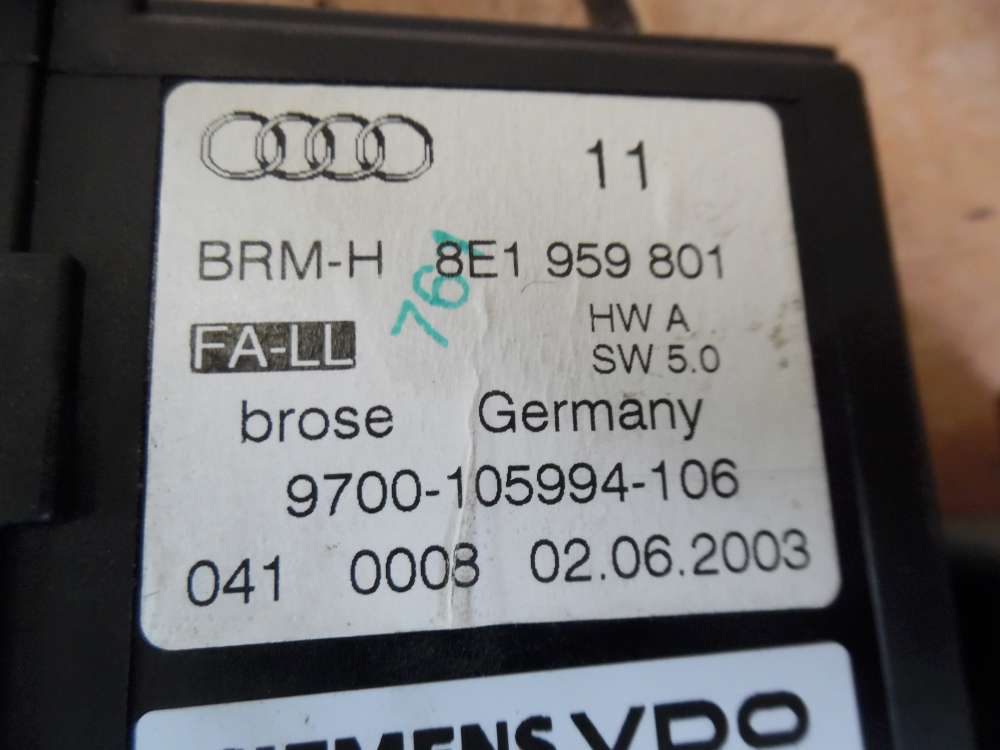 11
BRM-H 8E1 959 801
761
FA-LL
HW A
SW 5.0
brose Germany
9700-105994-106
041 0008 02.06.2003
SIEMENS VDO